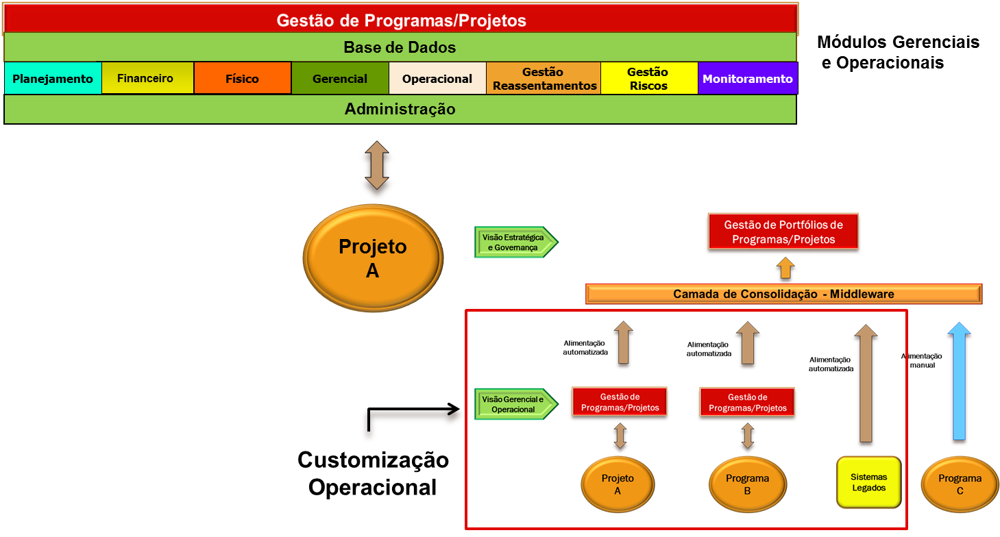 Gestão de Programas/Projetos
Base de Dados
Módulos Gerenciais
e Operacionais
Planejamento
Financeiro
Físico
Gerencial
Operacional
Gestão
Reassentamentos
Gestão
Riscos
Monitoramento
Administração
Projeto
A
Visão Estratégica
e Governança
Gestão de Portfólios de
Programas/Projetos
Camada de Consolidação - Middleware
Alimentação
automatizada
Alimentação
automatizada
Alimentação
automatizada
Alimentação
manual
Visão Gerencial e
Operacional
Gestão de
Programas/Projetos
Gestão de
Programas/Projetos
Customização
Operacional
Projeto
A
Programa
B
Sistemas
Legados
Programa
C